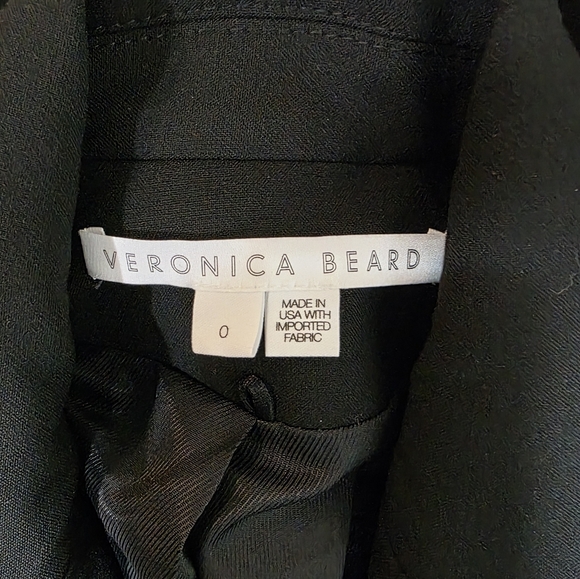 VERONICA BEARD
0
MADE IN
USA WITH
IMPORTED
FABRIC